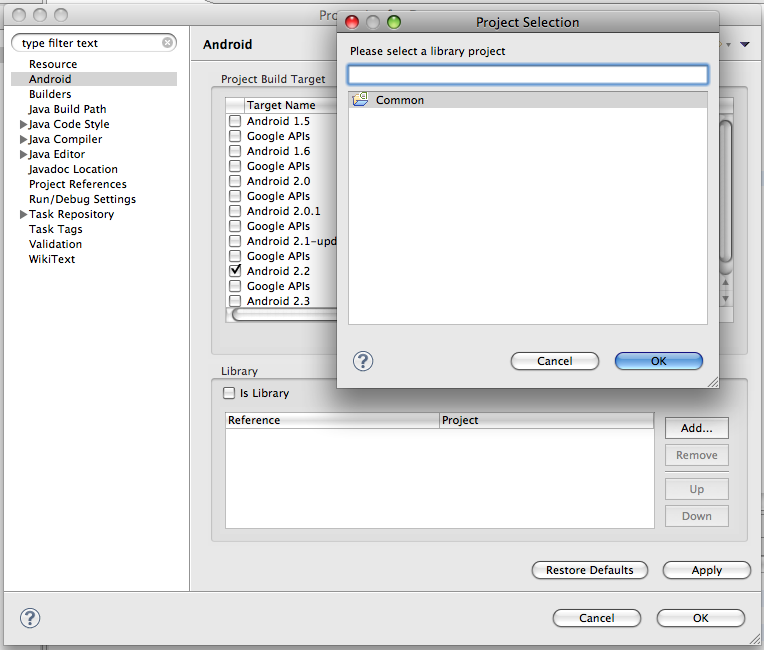 Project Selection
Please select a library project
Common
Cancel
OK
type filter text
Resource
Android
Builders
Java Build Path
Java Code Style
Java Compiler
Java Editor
Javadoc Location
Project References
Run/Debug Settings
Task Repository
Task Tags
Validation
WikiText
Android
Project Build Target
Target Name
Android 1.5
Google APIs
Android 1.6
Google APIs
Android 2.0
Google APIs
Android 2.0.1
Google APIs
Android 2.1-upd
Google APIs
Android 2.2
Google APIs
Android 2.3
Library
Is Library
Reference Project
Add...
Remove
Up
Down
Restore Defaults Apply
Cancel OK